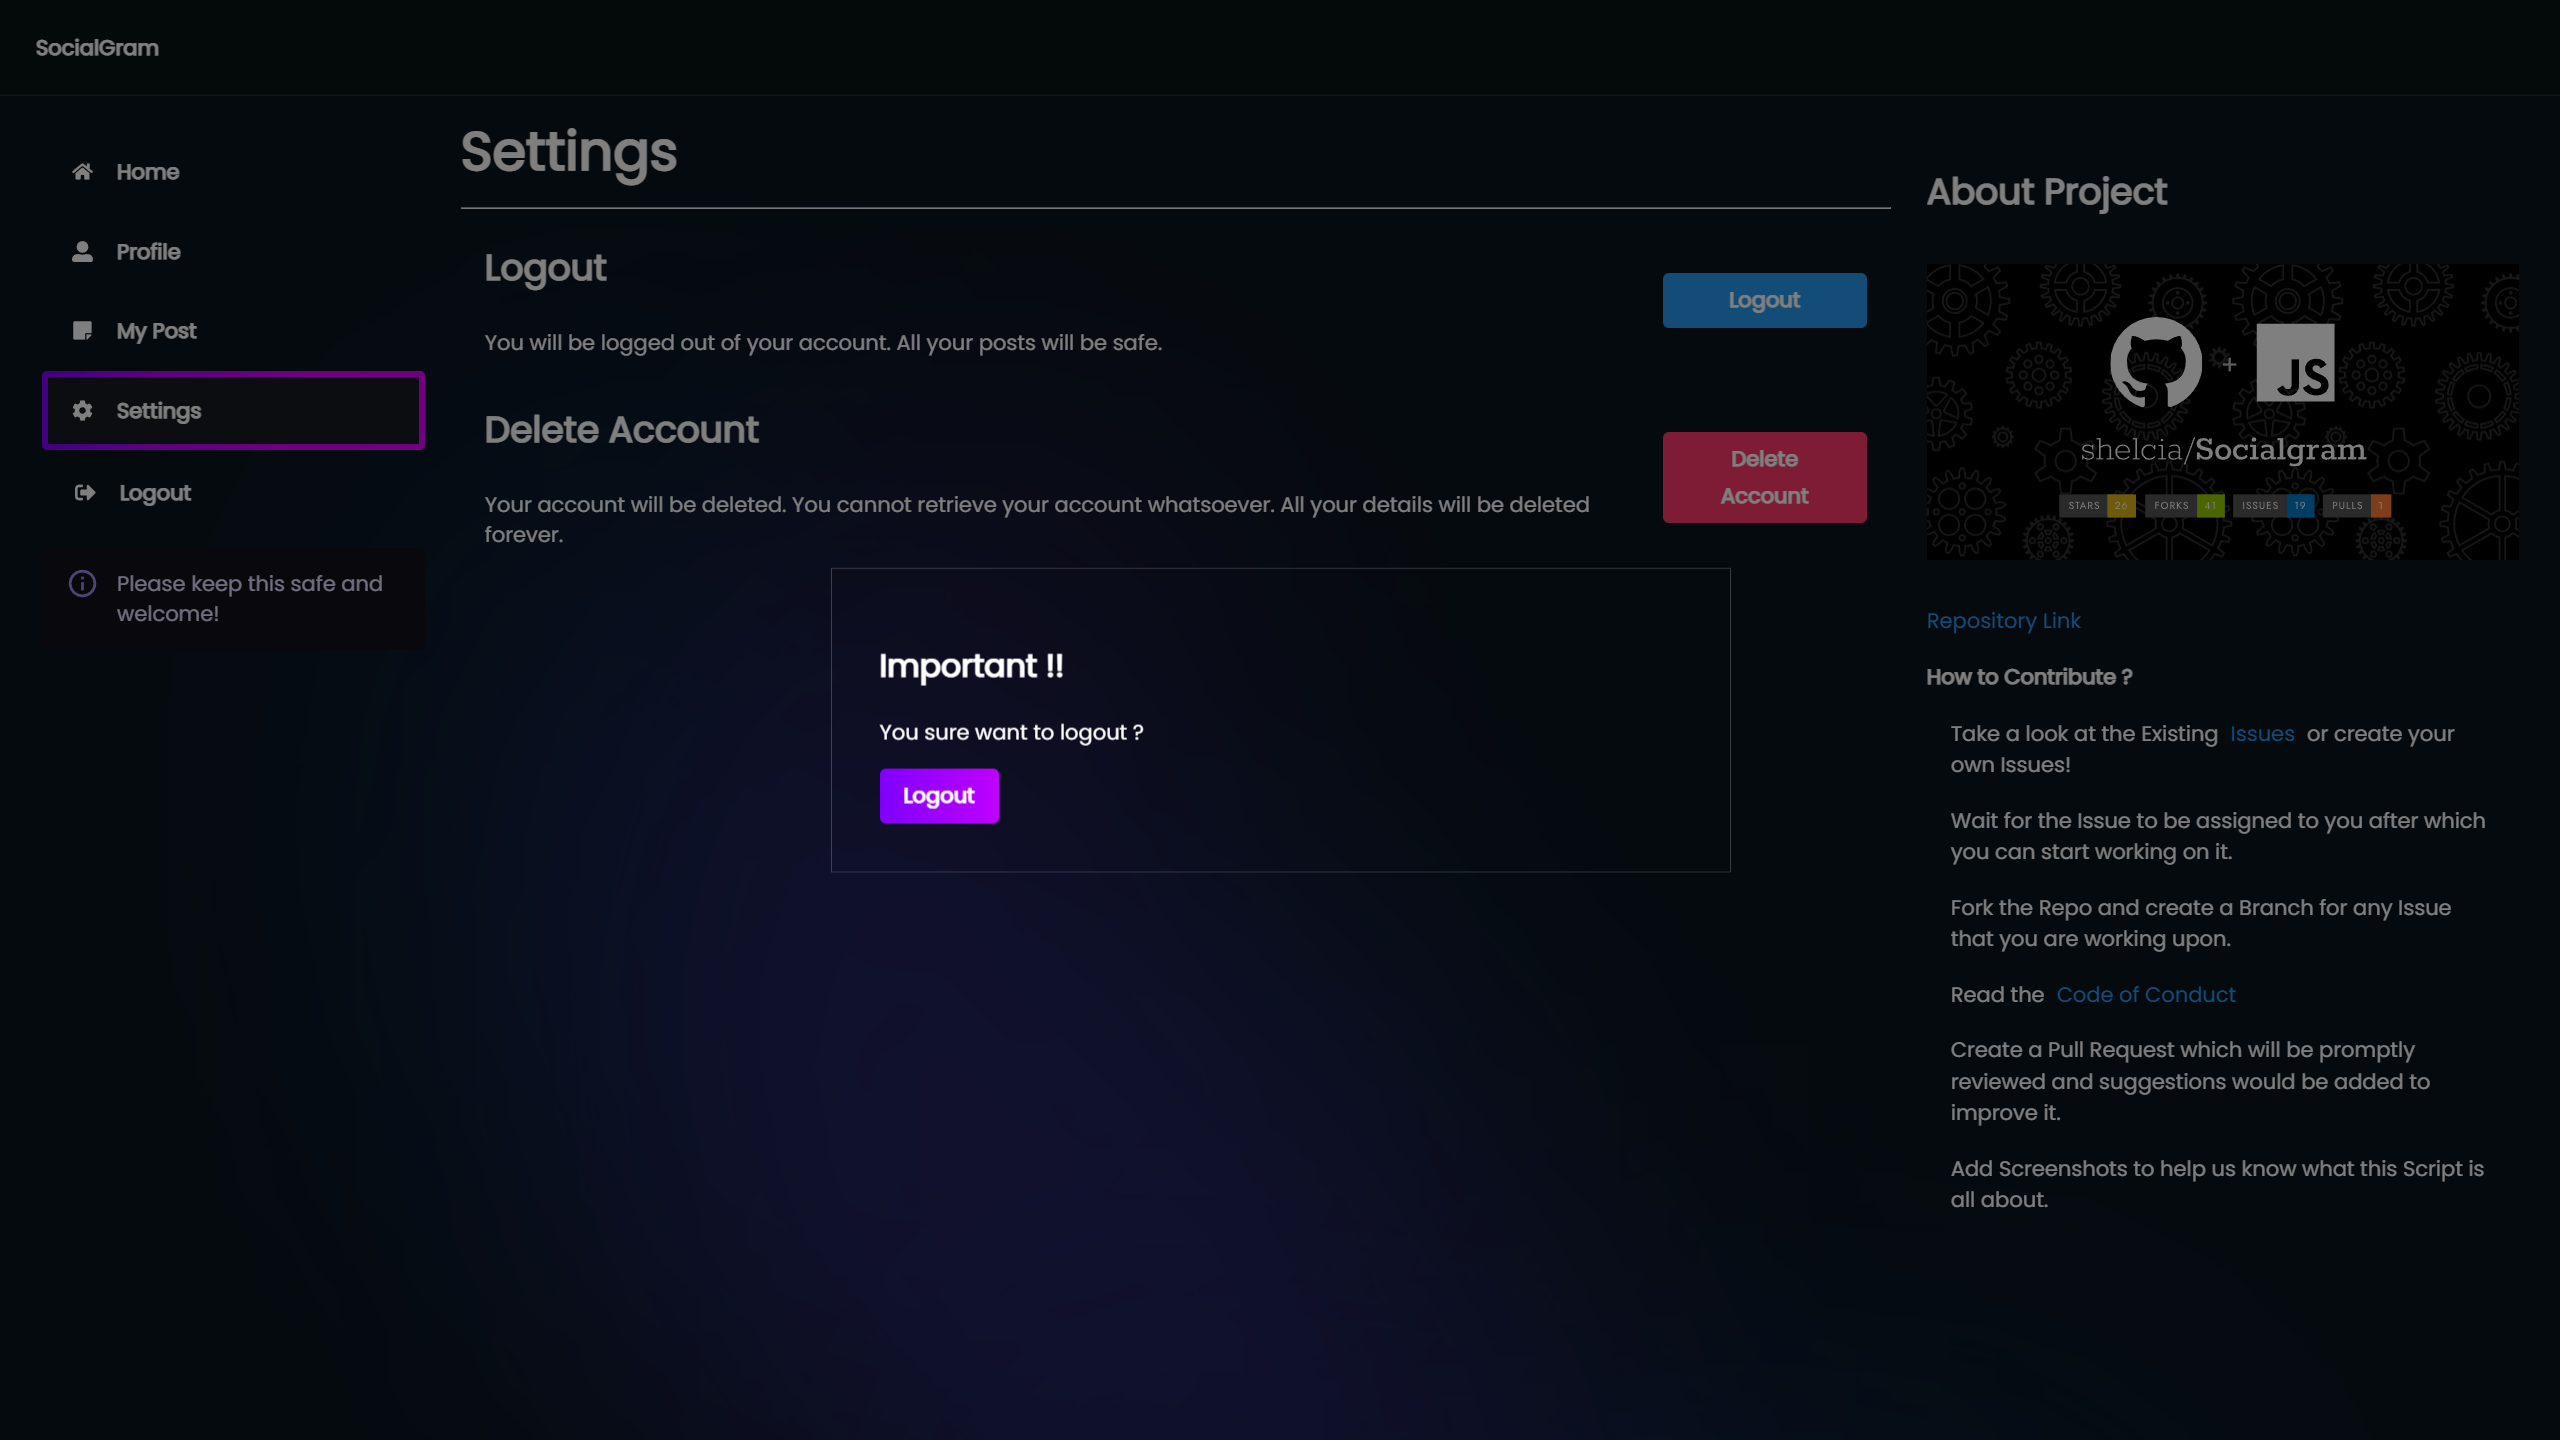 SocialGram
Home
Profile
My Post
Settings
Logout
Please keep this safe and
welcome!
Settings
Logout
You will be logged out of your account. All your posts will be safe.
Logout
Delete Account
Your account will be deleted. You cannot retrieve your account whatsoever. All your details will be deleted
forever.
Delete
Account
Important !!
You sure want to logout ?
Logout
About Project
+ JS
shelcia/Socialgram
STARS 26 FORKS 41 ISSUES 19 PULLS 1
Repository Link
How to Contribute ?
Take a look at the Existing Issues or create your
own Issues!
Wait for the Issue to be assigned to you after which
you can start working on it.
Fork the Repo and create a Branch for any Issue
that you are working upon.
Read the Code of Conduct
Create a Pull Request which will be promptly
reviewed and suggestions would be added to
improve it.
Add Screenshots to help us know what this Script is
all about.